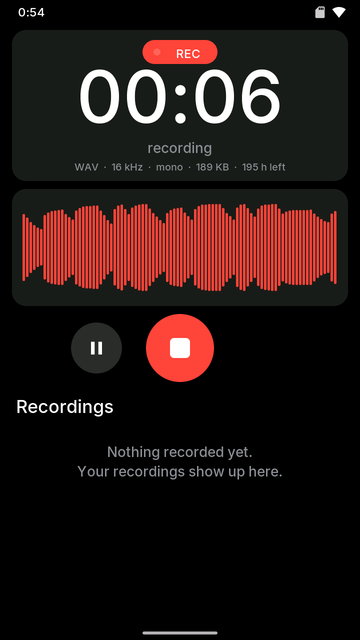 0:54
REC
00:06
recording
WAV · 16 kHz · mono · 189 KB · 195 h left
Recordings
Nothing recorded yet.
Your recordings show up here.